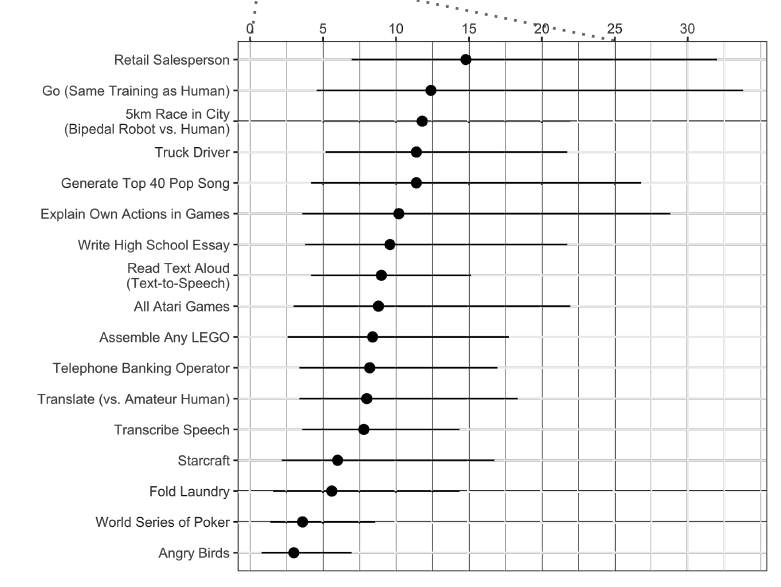 0 5 10 15 20 25 30
Retail Salesperson
Go (Same Training as Human)
5km Race in City
(Bipedal Robot vs. Human)
Truck Driver
Generate Top 40 Pop Song
Explain Own Actions in Games
Write High School Essay
Read Text Aloud
(Text-to-Speech)
All Atari Games
Assemble Any LEGO
Telephone Banking Operator
Translate (vs. Amateur Human)
Transcribe Speech
Starcraft
Fold Laundry
World Series of Poker
Angry Birds